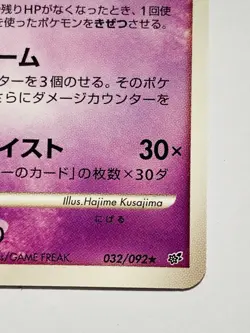 残りHPがなくなったとき、1回使
を使ったポケモンをきぜつさせる。
ーム
ターを3個のせる。そのポケ
さらにダメージカウンターを
イスト 30×
ーのカード」の枚数×30ダ
Illus.Hajime Kusajima
にげる
s/GAME FREAK.
032/092★